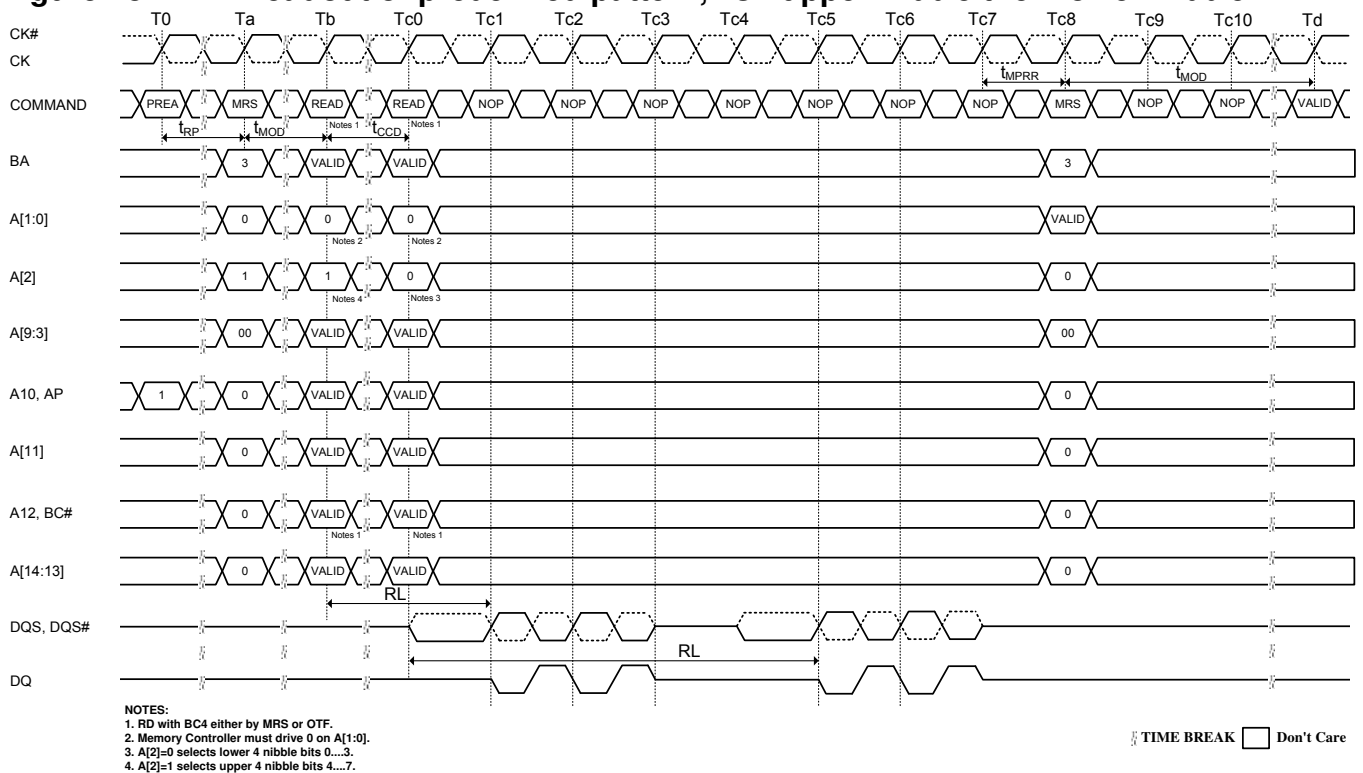 T0 Ta Tb Tc0 Tc1 Tc2 Tc3 Tc4 Tc5 Tc6 Tc7 Tc8 Tc9 Tc10 Td
CK#
CK
tMPRR tMOD
COMMAND PREA MRS READ READ NOP NOP NOP NOP NOP NOP NOP MRS NOP NOP VALID
Notes 1 Notes 1
tRP tMOD tCCD
BA 3 VALID VALID 3
A[1:0] 0 0 0 VALID
Notes 2 Notes 2
A[2] 1 1 0 0
Notes 4 Notes 3
A[9:3] 00 VALID VALID 00
A10, AP 1 0 VALID VALID 0
A[11] 0 VALID VALID 0
A12, BC# 0 VALID VALID 0
Notes 1 Notes 1
A[14:13] 0 VALID VALID 0
RL
DQS, DQS#
RL
DQ
NOTES:
1. RD with BC4 either by MRS or OTF.
2. Memory Controller must drive 0 on A[1:0].
3. A[2]=0 selects lower 4 nibble bits 0....3.
4. A[2]=1 selects upper 4 nibble bits 4....7.
TIME BREAK Don't Care